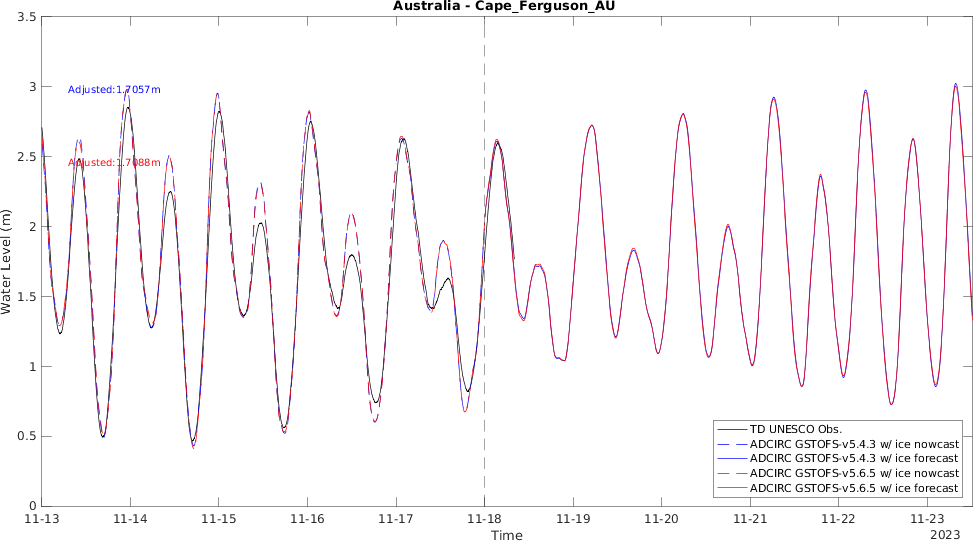 Australia - Cape_Ferguson_AU
3.5
3
2.5
2
1.5
1
0.5
0
Water Level (m)
Adjusted:1.7057m
Adjusted:1.7088m
TD UNESCO Obs.
ADCIRC GSTOFS-v5.4.3 w/ ice nowcast
ADCIRC GSTOFS-v5.4.3 w/ ice forecast
ADCIRC GSTOFS-v5.6.5 w/ ice nowcast
ADCIRC GSTOFS-v5.6.5 w/ ice forecast
11-13 11-14 11-15 11-16 11-17 11-18 11-19 11-20 11-21 11-22 11-23
Time
2023